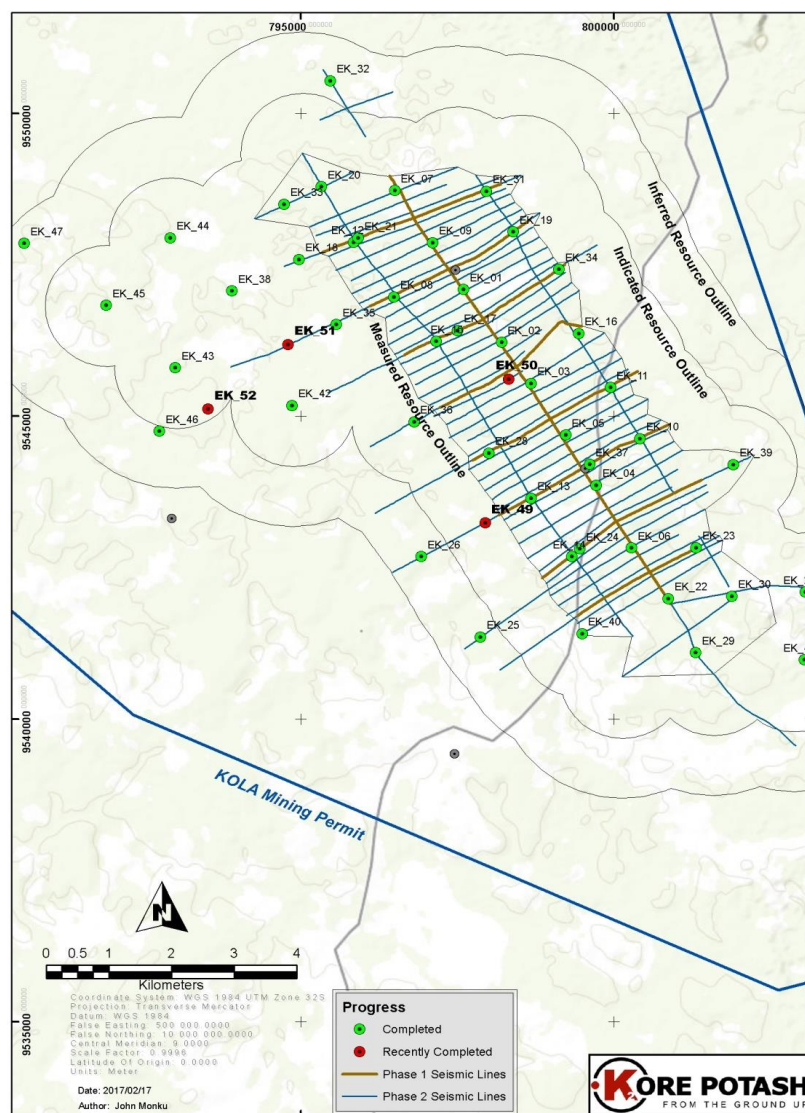 795000
800000
EK_32
9550000
EK_20
EK_07
EK_31
EK_33
EK_47
EK_44
EK_12
EK_21
EK_09
EK_19
EK_18
EK_34
EK_45
EK_38
EK_08
EK_01
EK_35
EK_17
EK_02
EK_16
EK_51
EK_43
EK_50
EK_03
EK_11
EK_52
EK_42
9545000
EK_46
EK_05
EK_10
EK_28
EK_37
EK_39
EK_04
EK_13
EK_49
EK_26
EK_14
EK_24
EK_06
EK_23
EK_22
EK_30
EK_25
EK_40
EK_29
Inferred Resource Outline
Indicated Resource Outline
Measured Resource Outline
9540000
KOLA Mining Permit
N
0 0.5 1 2 3 4
Kilometers
Coordinate System: WGS 1984 UTM Zone 32S
Projection: Transverse Mercator
Datum: WGS 1984
False Easting: 500 000.0000
False Northing: 10 000 000.0000
Central Meridian: 9.0000
Scale Factor: 0.9996
Latitude Of Origin: 0.0000
Units: Meter
9535000
Date: 2017/02/17
Author: John Monku
Progress
Completed
Recently Completed
Phase 1 Seismic Lines
Phase 2 Seismic Lines
KORE POTASH
FROM THE GROUND UP